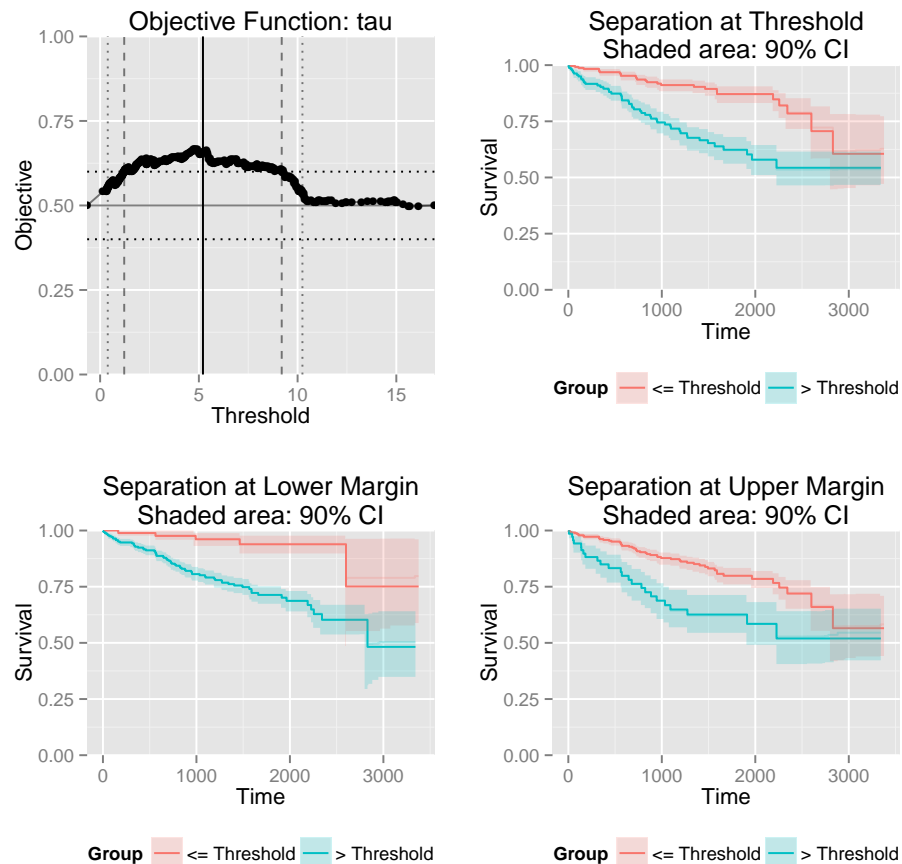 Objective Function: tau
1.00
0.75
0.50
0.25
0.00
Objective
0
5
10
15
Threshold
Separation at Threshold
Shaded area: 90% CI
1.00
0.75
0.50
0.25
0.00
Survival
0
1000
2000
3000
Time
Group <= Threshold > Threshold
Separation at Lower Margin
Shaded area: 90% CI
1.00
0.75
0.50
0.25
0.00
Survival
0
1000
2000
3000
Time
Group <= Threshold > Threshold
Separation at Upper Margin
Shaded area: 90% CI
1.00
0.75
0.50
0.25
0.00
Survival
0
1000
2000
3000
Time
Group <= Threshold > Threshold